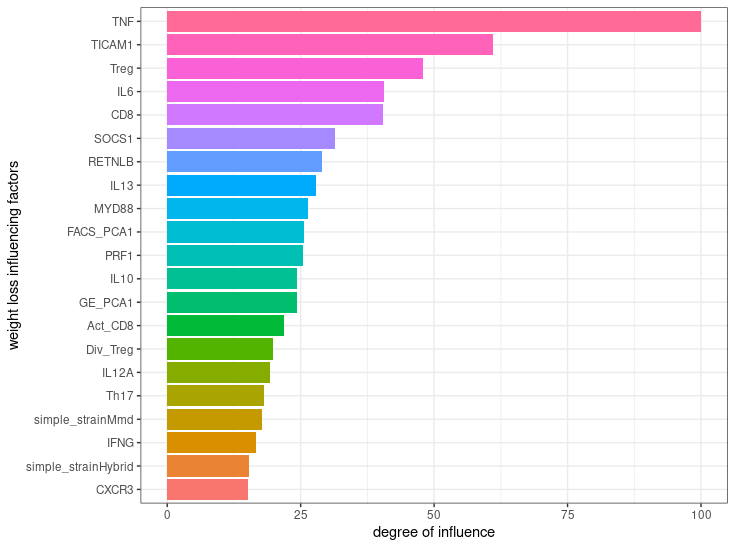 weight loss influencing factors
TNF
TICAM1
Treg
IL6
CD8
SOCS1
RETNLB
IL13
MYD88
FACS_PCA1
PRF1
IL10
GE_PCA1
Act_CD8
Div_Treg
IL12A
Th17
simple_strainMmd
IFNG
simple_strainHybrid
CXCR3
0 25 50 75 100
degree of influence